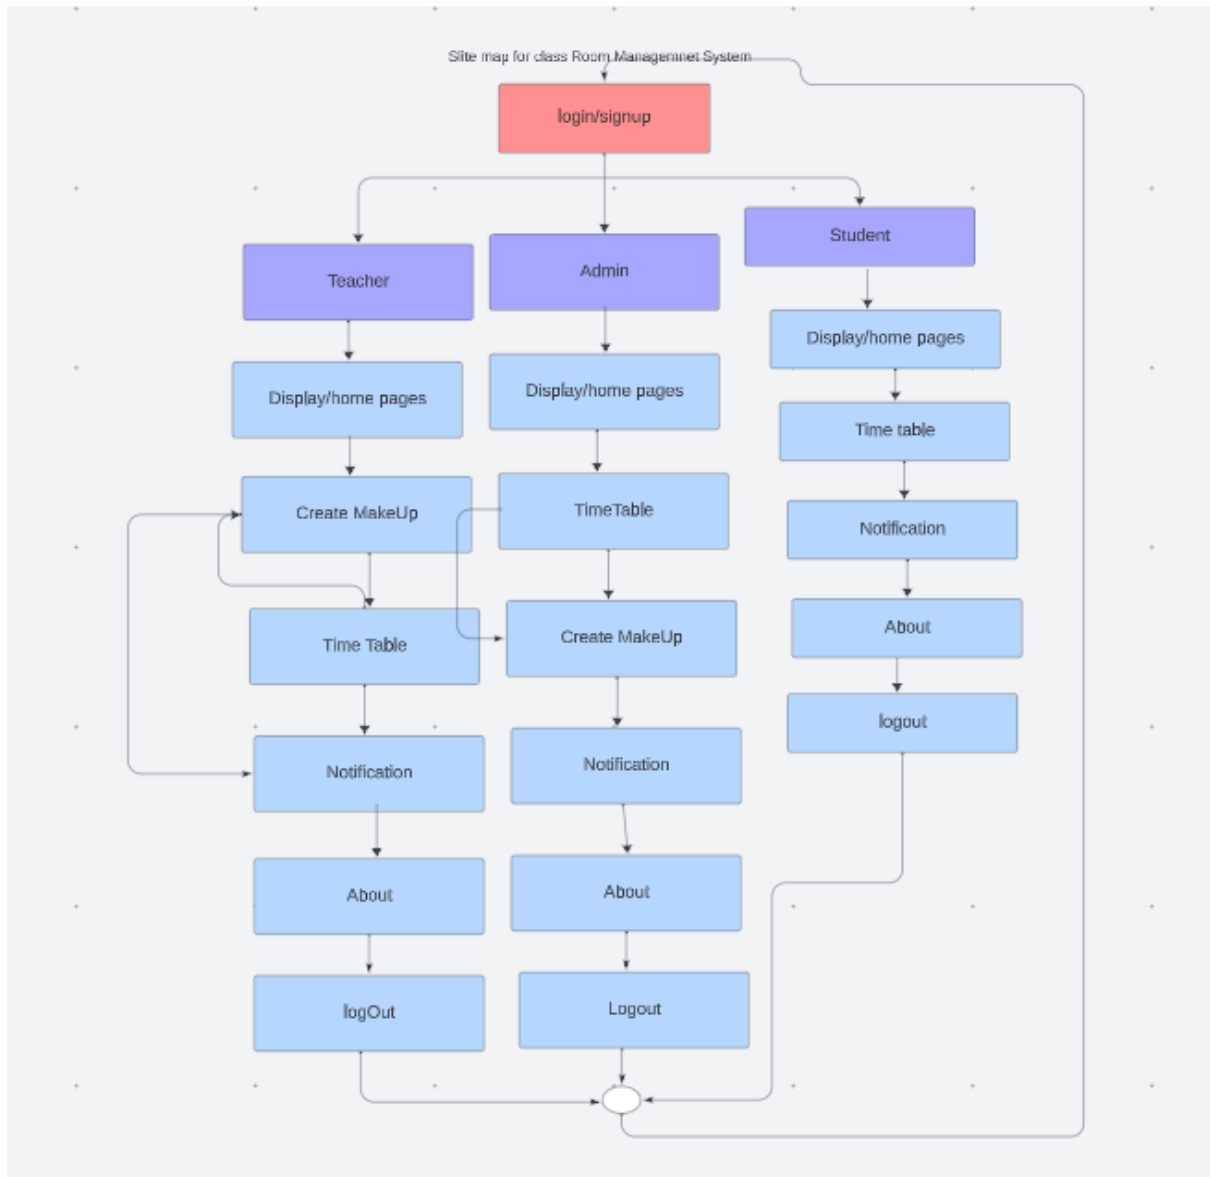 Slite map for class Room Managemnet System
login/signup
Teacher
Admin
Student
Display/home pages
Display/home pages
Display/home pages
Create MakeUp
TimeTable
Time table
Time Table
Create MakeUp
Notification
Notification
Notification
About
About
About
logout
logOut
Logout